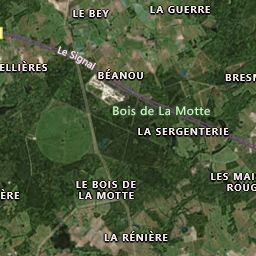 LE BEY
LA GUERRE
Le Signal
ELLIÈRES
BÉANOU
BRESN
Bois de La Motte
LA SERGENTERIE
LE BOIS DE
LA MOTTE
LES MAI
ROUG
ÈRE
LA RÉNIÈRE